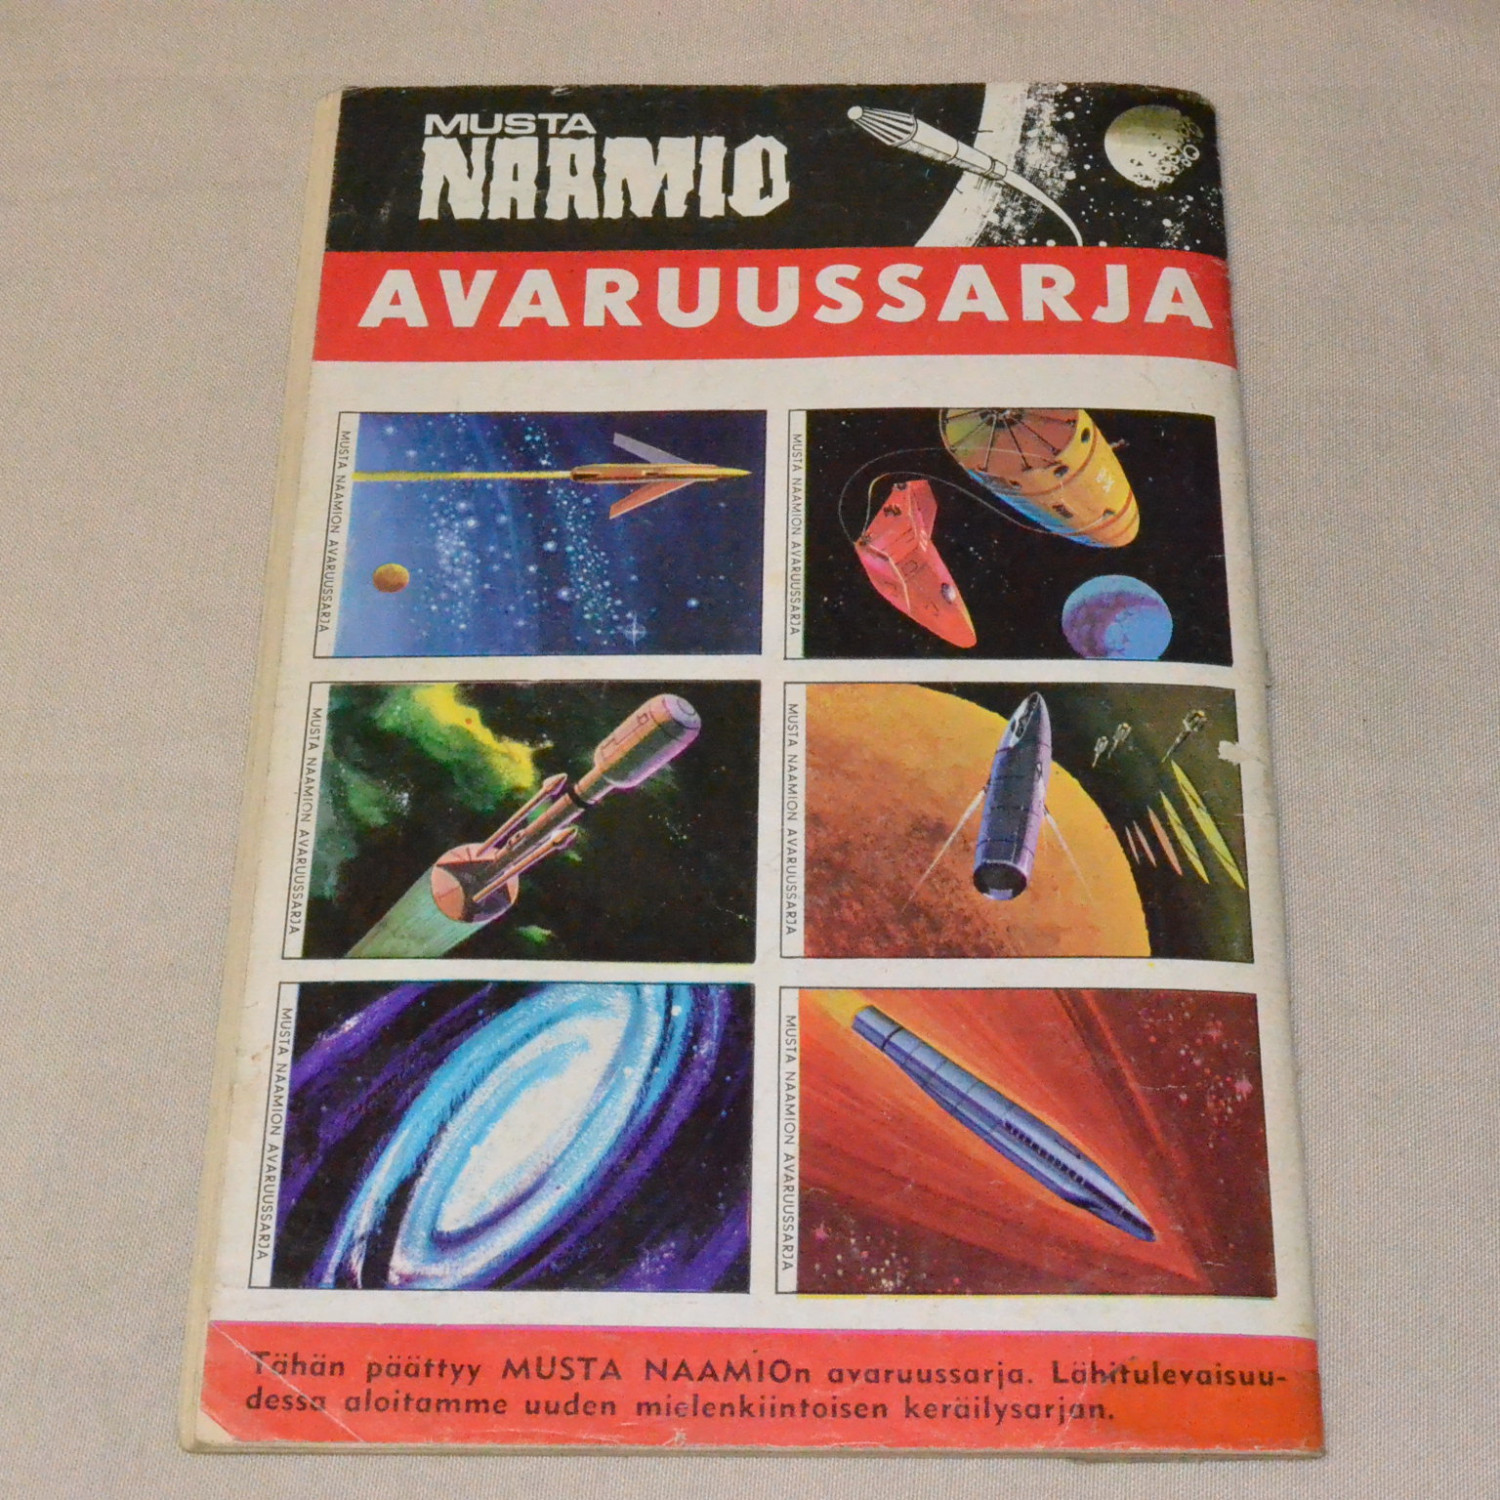 MUSTA
NAAMIO
AVARUUSSARJA
MUSTA NAAMION AVARUUSSARJA
MUSTA NAAMION AVARUUSSARJA
MUSTA NAAMION AVARUUSSARJA
MUSTA NAAMION AVARUUSSARJA
MUSTA NAAMION AVARUUSSARJA
MUSTA NAAMION AVARUUSSARJA
Tähän päättyy MUSTA NAAMIOn avaruussarja. Lähitulevaisuu-
dessa aloitamme uuden mielenkiintoisen keräilysarjan.